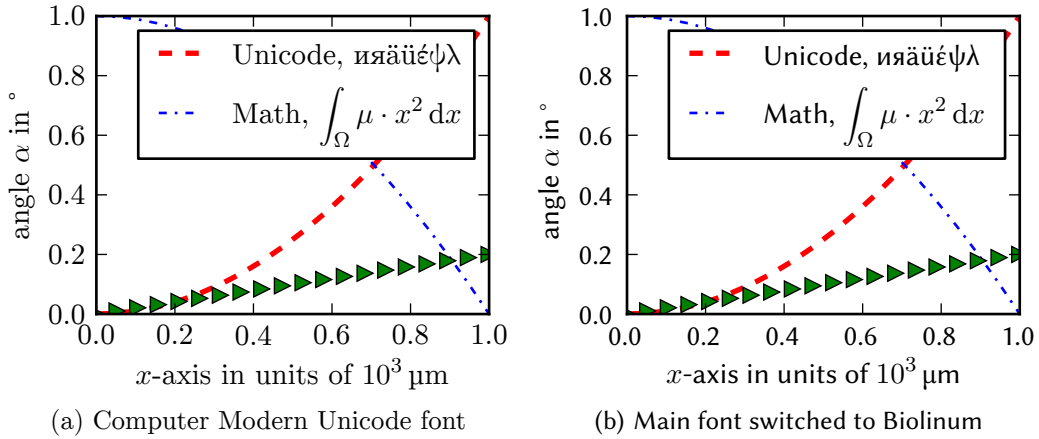 1.0
0.8
0.6
0.4
0.2
0.0
angle α in °
Unicode, ияäüέψλ
Math, ∫_Ω μ · x² dx
0.0 0.2 0.4 0.6 0.8 1.0
x-axis in units of 10³ µm
(a) Computer Modern Unicode font
1.0
0.8
0.6
0.4
0.2
0.0
angle α in °
Unicode, ияäüέψλ
Math, ∫_Ω μ · x² dx
0.0 0.2 0.4 0.6 0.8 1.0
x-axis in units of 10³ µm
(b) Main font switched to Biolinum